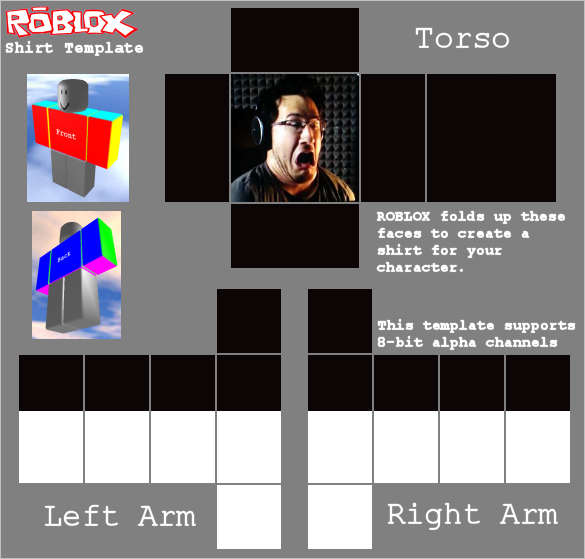 RŌBLOX
Shirt Template
Torso
Front
Back
ROBLOX folds up these
faces to create a
shirt for your
character.
This template supports
8-bit alpha channels
Left Arm
Right Arm